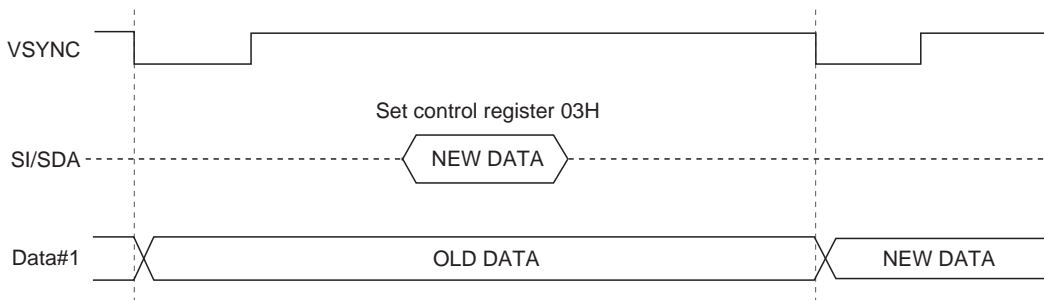 VSYNC
Set control register 03H
SI/SDA NEW DATA
Data#1 OLD DATA NEW DATA